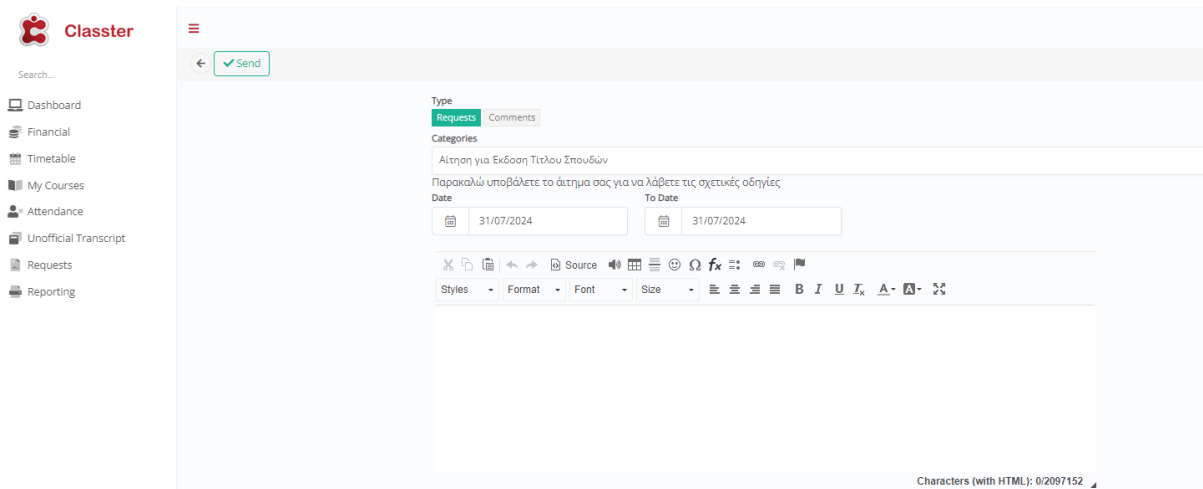 Classter
Search...
Dashboard
Financial
Timetable
My Courses
Attendance
Unofficial Transcript
Requests
Reporting
Send
Type
Requests Comments
Categories
Αίτηση για Έκδοση Τίτλου Σπουδών
Παρακαλώ υποβάλετε το άιτημα σας για να λάβετε τις σχετικές οδηγίες
Date To Date
31/07/2024 31/07/2024
Source
Styles Format Font Size B I U Ix A A
Characters (with HTML): 0/2097152